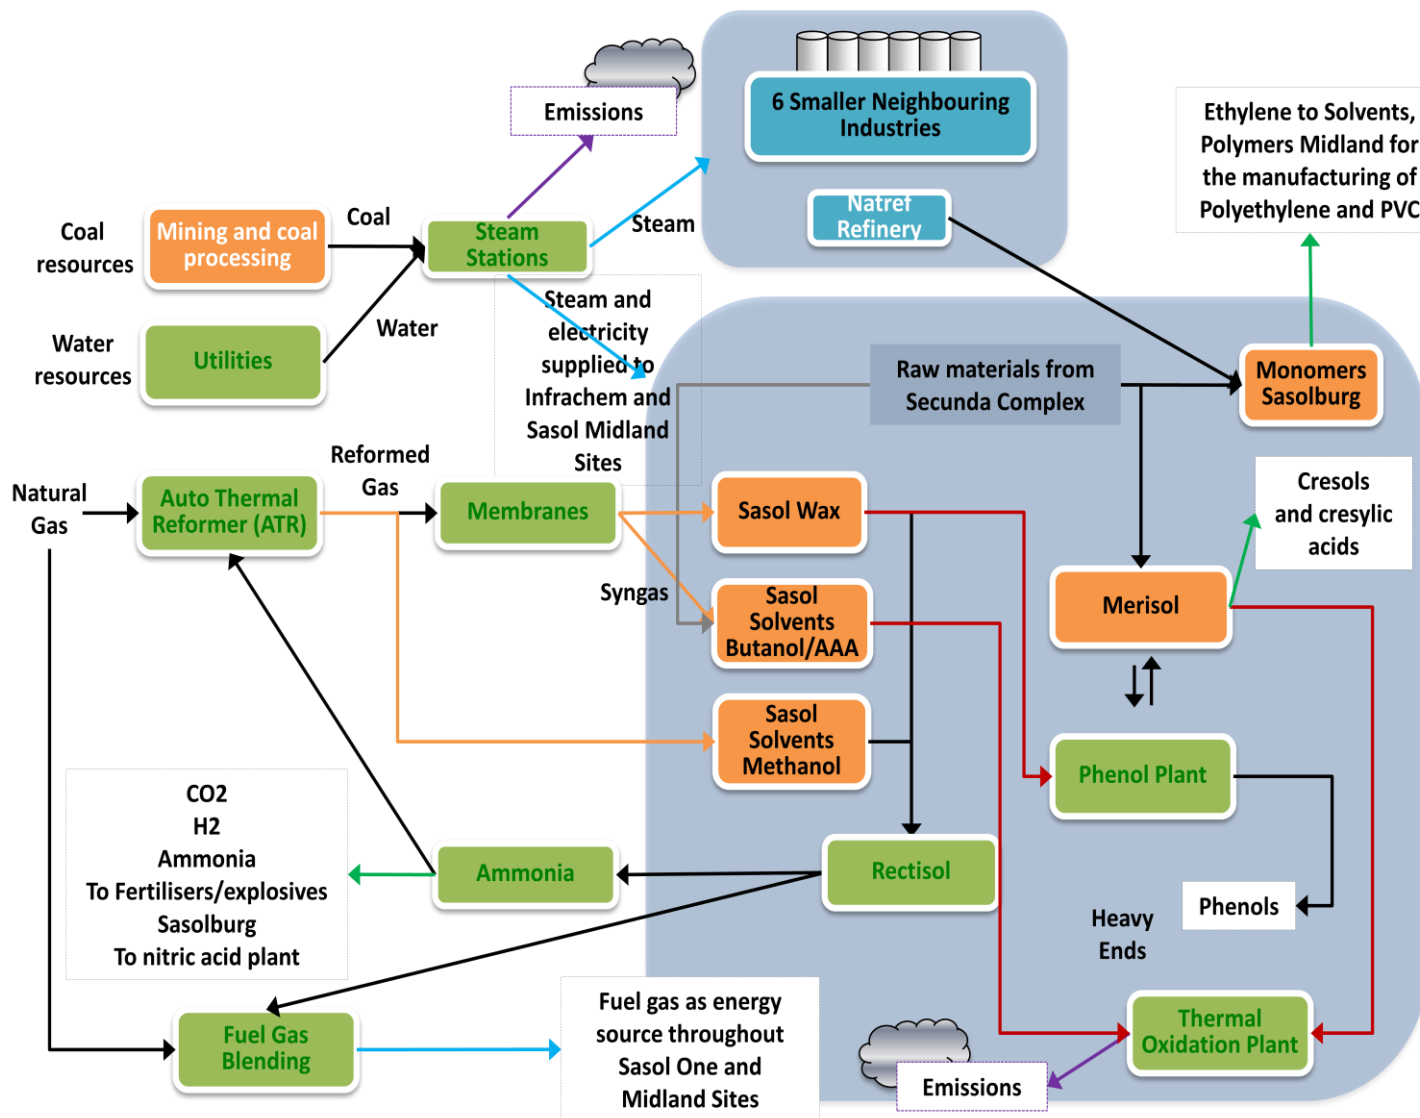 Emissions
6 Smaller Neighbouring
Industries
Ethylene to Solvents,
Polymers Midland for
the manufacturing of
Polyethylene and PVC
Natref
Refinery
Coal
resources
Mining and coal
processing
Coal
Steam
Stations
Steam
Water
resources
Utilities
Water
Steam and
electricity
supplied to
Infrachem and
Sasol Midland
Sites
Raw materials from
Secunda Complex
Monomers
Sasolburg
Natural
Gas
Auto Thermal
Reformer (ATR)
Reformed
Gas
Membranes
Sasol Wax
Cresols
and cresylic
acids
Syngas
Sasol
Solvents
Butanol/AAA
Merisol
Sasol
Solvents
Methanol
Phenol Plant
CO2
H2
Ammonia
To Fertilisers/explosives
Sasolburg
To nitric acid plant
Ammonia
Rectisol
Phenols
Heavy
Ends
Fuel Gas
Blending
Fuel gas as energy
source throughout
Sasol One and
Midland Sites
Thermal
Oxidation Plant
Emissions